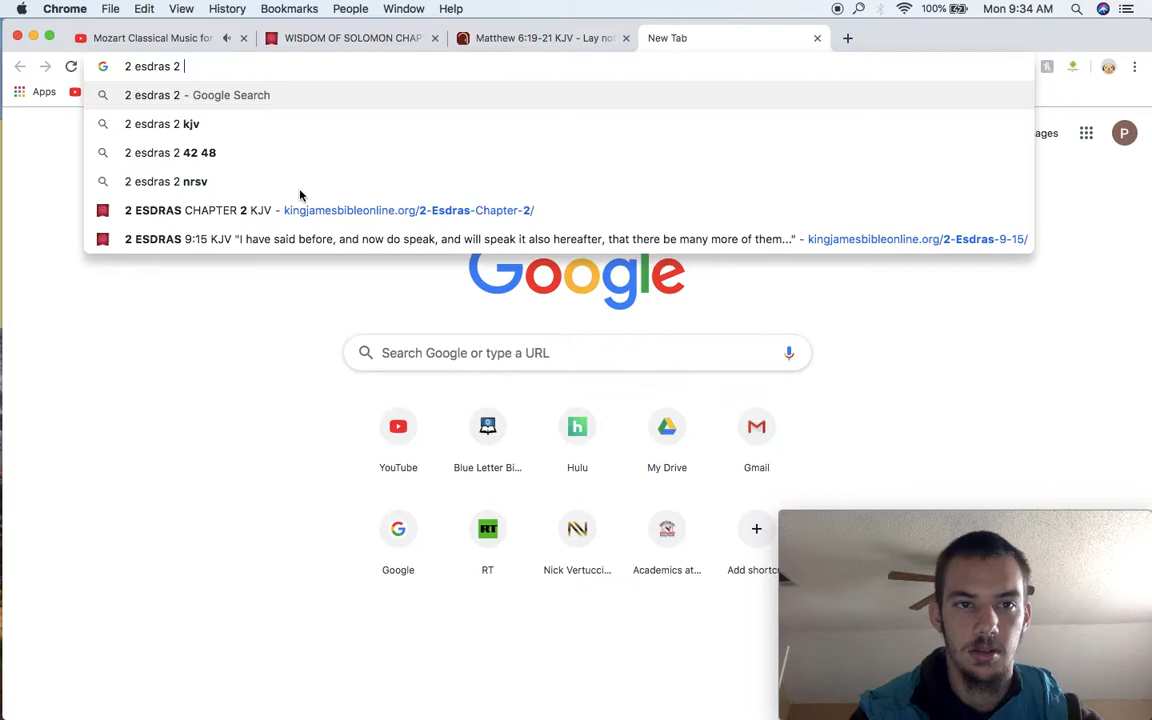 Chrome File Edit View History Bookmarks People Window Help 100% Mon 9:34 AM
Mozart Classical Music for WISDOM OF SOLOMON CHAP Matthew 6:19-21 KJV - Lay not New Tab
2 esdras 2
Apps
2 esdras 2 - Google Search
2 esdras 2 kjv
ages P
2 esdras 2 42 48
2 esdras 2 nrsv
2 ESDRAS CHAPTER 2 KJV - kingjamesbibleonline.org/2-Esdras-Chapter-2/
2 ESDRAS 9:15 KJV "I have said before, and now do speak, and will speak it also hereafter, that there be many more of them..." - kingjamesbibleonline.org/2-Esdras-9-15/
Google
Search Google or type a URL
YouTube Blue Letter Bi... Hulu My Drive Gmail
RT
Google RT Nick Vertucci... Academics at... Add shortc